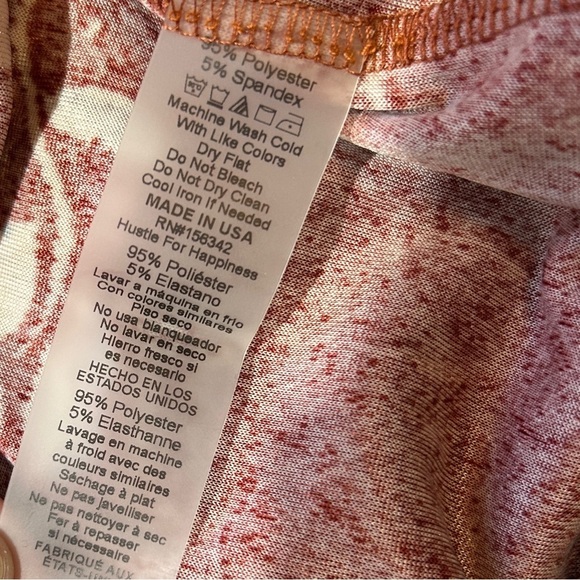 95% Polyester
5% Spandex
Machine Wash Cold
With Like Colors
Dry Flat
Do Not Bleach
Do Not Dry Clean
Cool Iron If Needed
MADE IN USA
RN#156342
Hustle For Happiness
95% Poliéster
5% Elastano
Lavar a máquina en frío
Con colores similares
Piso seco
No usa blanqueador
No lavar en seco
Hierro fresco si
es necesario
HECHO EN LOS
ESTADOS UNIDOS
95% Polyester
5% Elasthanne
Lavage en machine
à froid avec des
couleurs similaires
Séchage à plat
Ne pas javelliser
Ne pas nettoyer à sec
Fer à repasser
si nécessaire
FABRIQUÉ AUX
ÉTATS-